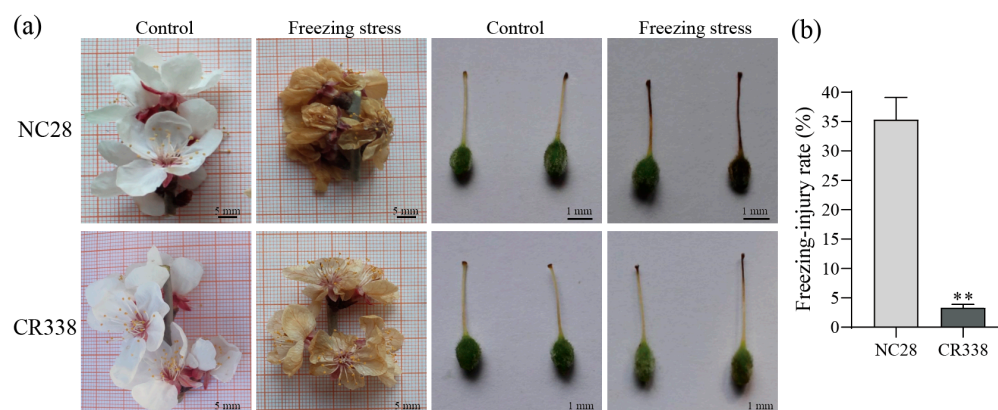 (a)
Control
Freezing stress
Control
Freezing stress
NC28
5 mm
5 mm
1 mm
1 mm
CR338
5 mm
5 mm
1 mm
1 mm
(b)
Freezing-injury rate (%)
40
35
30
25
20
15
10
5
0
**
NC28
CR338